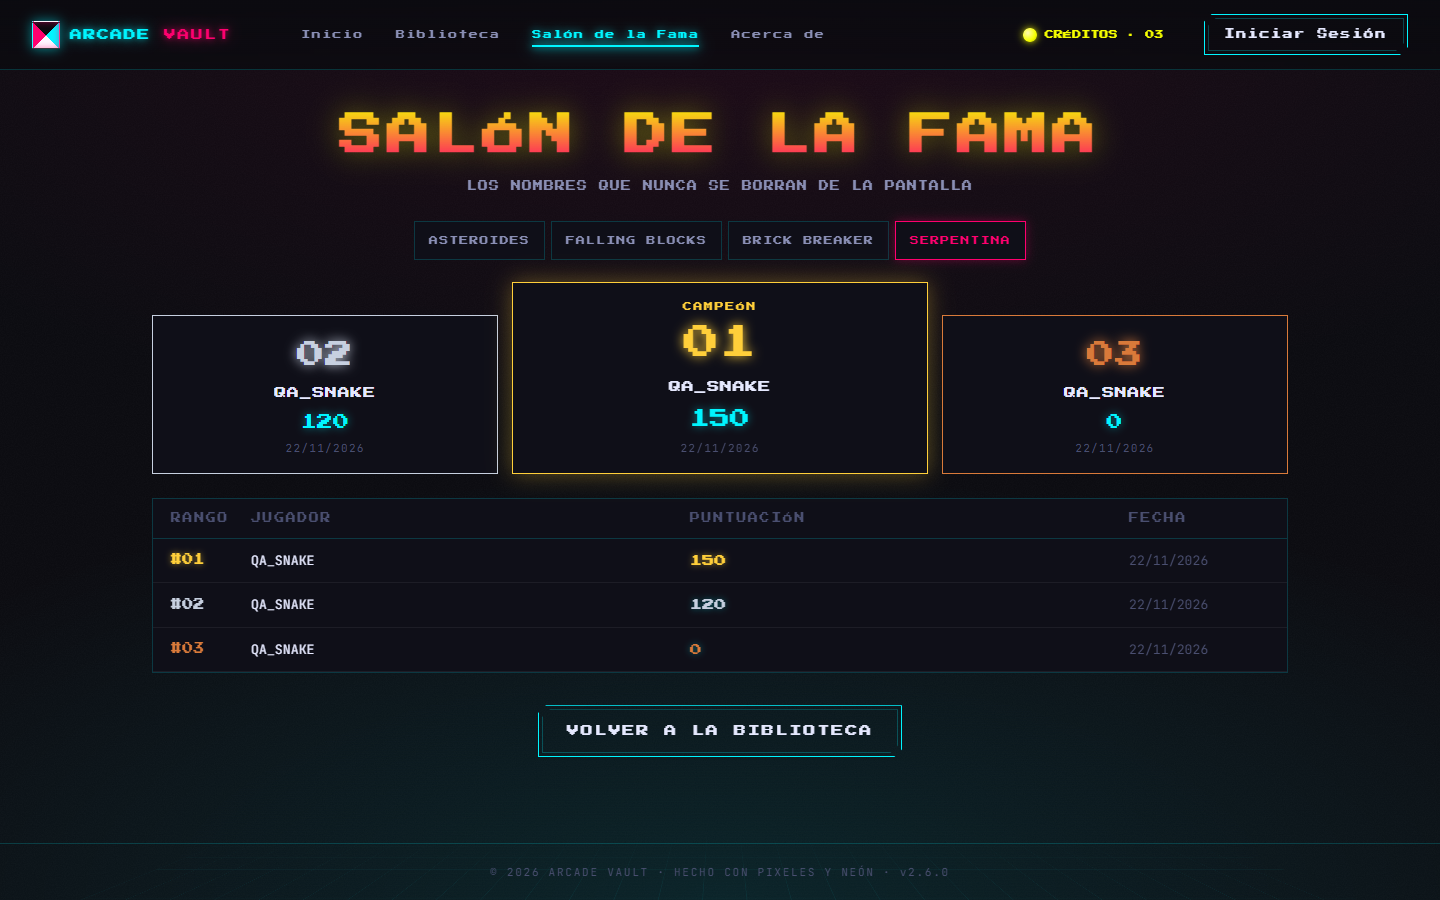 ARCADE VAULT
Inicio Biblioteca Salón de la Fama Acerca de
CRéDITOS · 03
Iniciar Sesión
SALóN DE LA FAMA
LOS NOMBRES QUE NUNCA SE BORRAN DE LA PANTALLA
ASTEROIDES FALLING BLOCKS BRICK BREAKER SERPENTINA
02
QA_SNAKE
120
22/11/2026
CAMPEóN
01
QA_SNAKE
150
22/11/2026
03
QA_SNAKE
0
22/11/2026
RANGO JUGADOR PUNTUACIóN FECHA
#01 QA_SNAKE 150 22/11/2026
#02 QA_SNAKE 120 22/11/2026
#03 QA_SNAKE 0 22/11/2026
VOLVER A LA BIBLIOTECA
© 2026 ARCADE VAULT · HECHO CON PIXELES Y NEÓN · v2.6.0